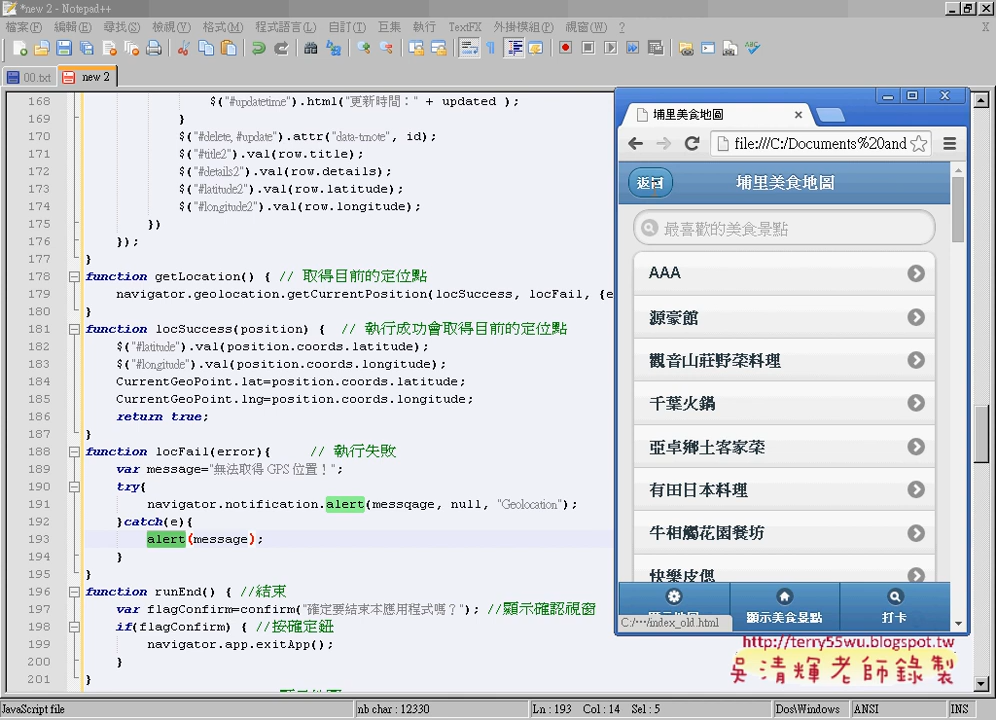 *new 2 - Notepad++
檔案(F) 編輯(E) 尋找(S) 檢視(V) 格式(M) 程式語言(L) 自訂(T) 巨集 執行 TextFX 外掛模組(P) 視窗(W) ? X
00.txt new 2
168 $("#updatetime").html("更新時間：" + updated );
169 }
170 $("#delete, #update").attr("data-trnote", id);
171 $("#title2").val(row.title);
172 $("#details2").val(row.details);
173 $("#latitude2").val(row.latitude);
174 $("#longitude2").val(row.longitude);
175 })
176 });
177 }
178 function getLocation() { // 取得目前的定位點
179 navigator.geolocation.getCurrentPosition(locSuccess, locFail, {e
180 }
181 function locSuccess(position) { // 執行成功會取得目前的定位點
182 $("#latitude").val(position.coords.latitude);
183 $("#longitude").val(position.coords.longitude);
184 CurrentGeoPoint.lat=position.coords.latitude;
185 CurrentGeoPoint.lng=position.coords.longitude;
186 return true;
187 }
188 function locFail(error){ // 執行失敗
189 var message="無法取得 GPS 位置！";
190 try{
191 navigator.notification.alert(messqage, null, "Geolocation");
192 }catch(e){
193 alert(message);
194 }
195 }
196 function runEnd() { //結束
197 var flagConfirm=confirm("確定要結束本應用程式嗎？"); //顯示確認視窗
198 if(flagConfirm) { //按確定鈕
199 navigator.app.exitApp();
200 }
201 }
埔里美食地圖
file:///C:/Documents%20and
返回 埔里美食地圖
最喜歡的美食景點
AAA
源豪館
觀音山莊野菜料理
千葉火鍋
亞卓鄉土客家菜
有田日本料理
牛相觸花園餐坊
快樂皮偲
顯示地圖 顯示美食景點 打卡
C:/…/index_old.html
http://terry55wu.blogspot.tw
吳清輝老師錄製
JavaScript file nb char : 12330 Ln : 193 Col : 14 Sel : 5 Dos\Windows ANSI INS